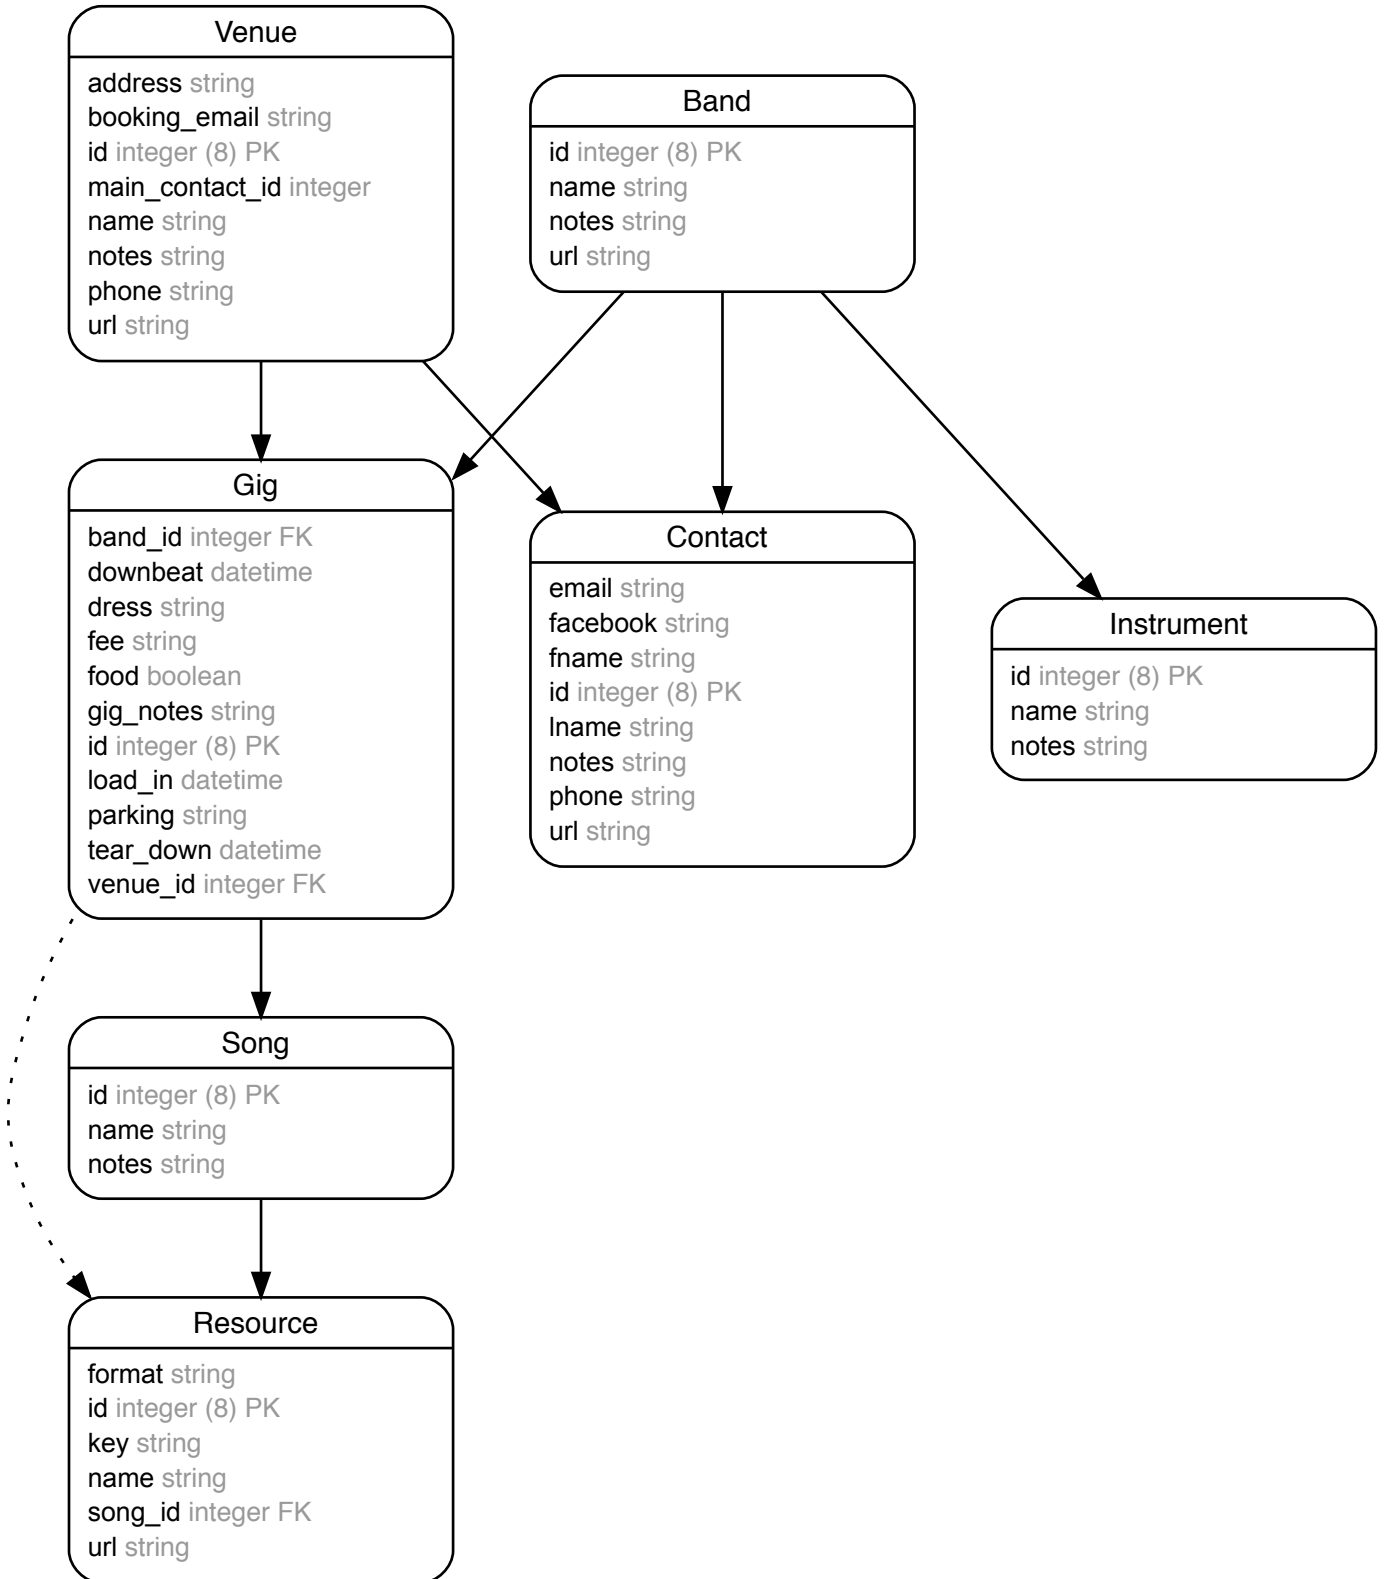 Venue
address string
booking_email string
id integer (8) PK
main_contact_id integer
name string
notes string
phone string
url string
Band
id integer (8) PK
name string
notes string
url string
Gig
band_id integer FK
downbeat datetime
dress string
fee string
food boolean
gig_notes string
id integer (8) PK
load_in datetime
parking string
tear_down datetime
venue_id integer FK
Contact
email string
facebook string
fname string
id integer (8) PK
lname string
notes string
phone string
url string
Instrument
id integer (8) PK
name string
notes string
Song
id integer (8) PK
name string
notes string
Resource
format string
id integer (8) PK
key string
name string
song_id integer FK
url string